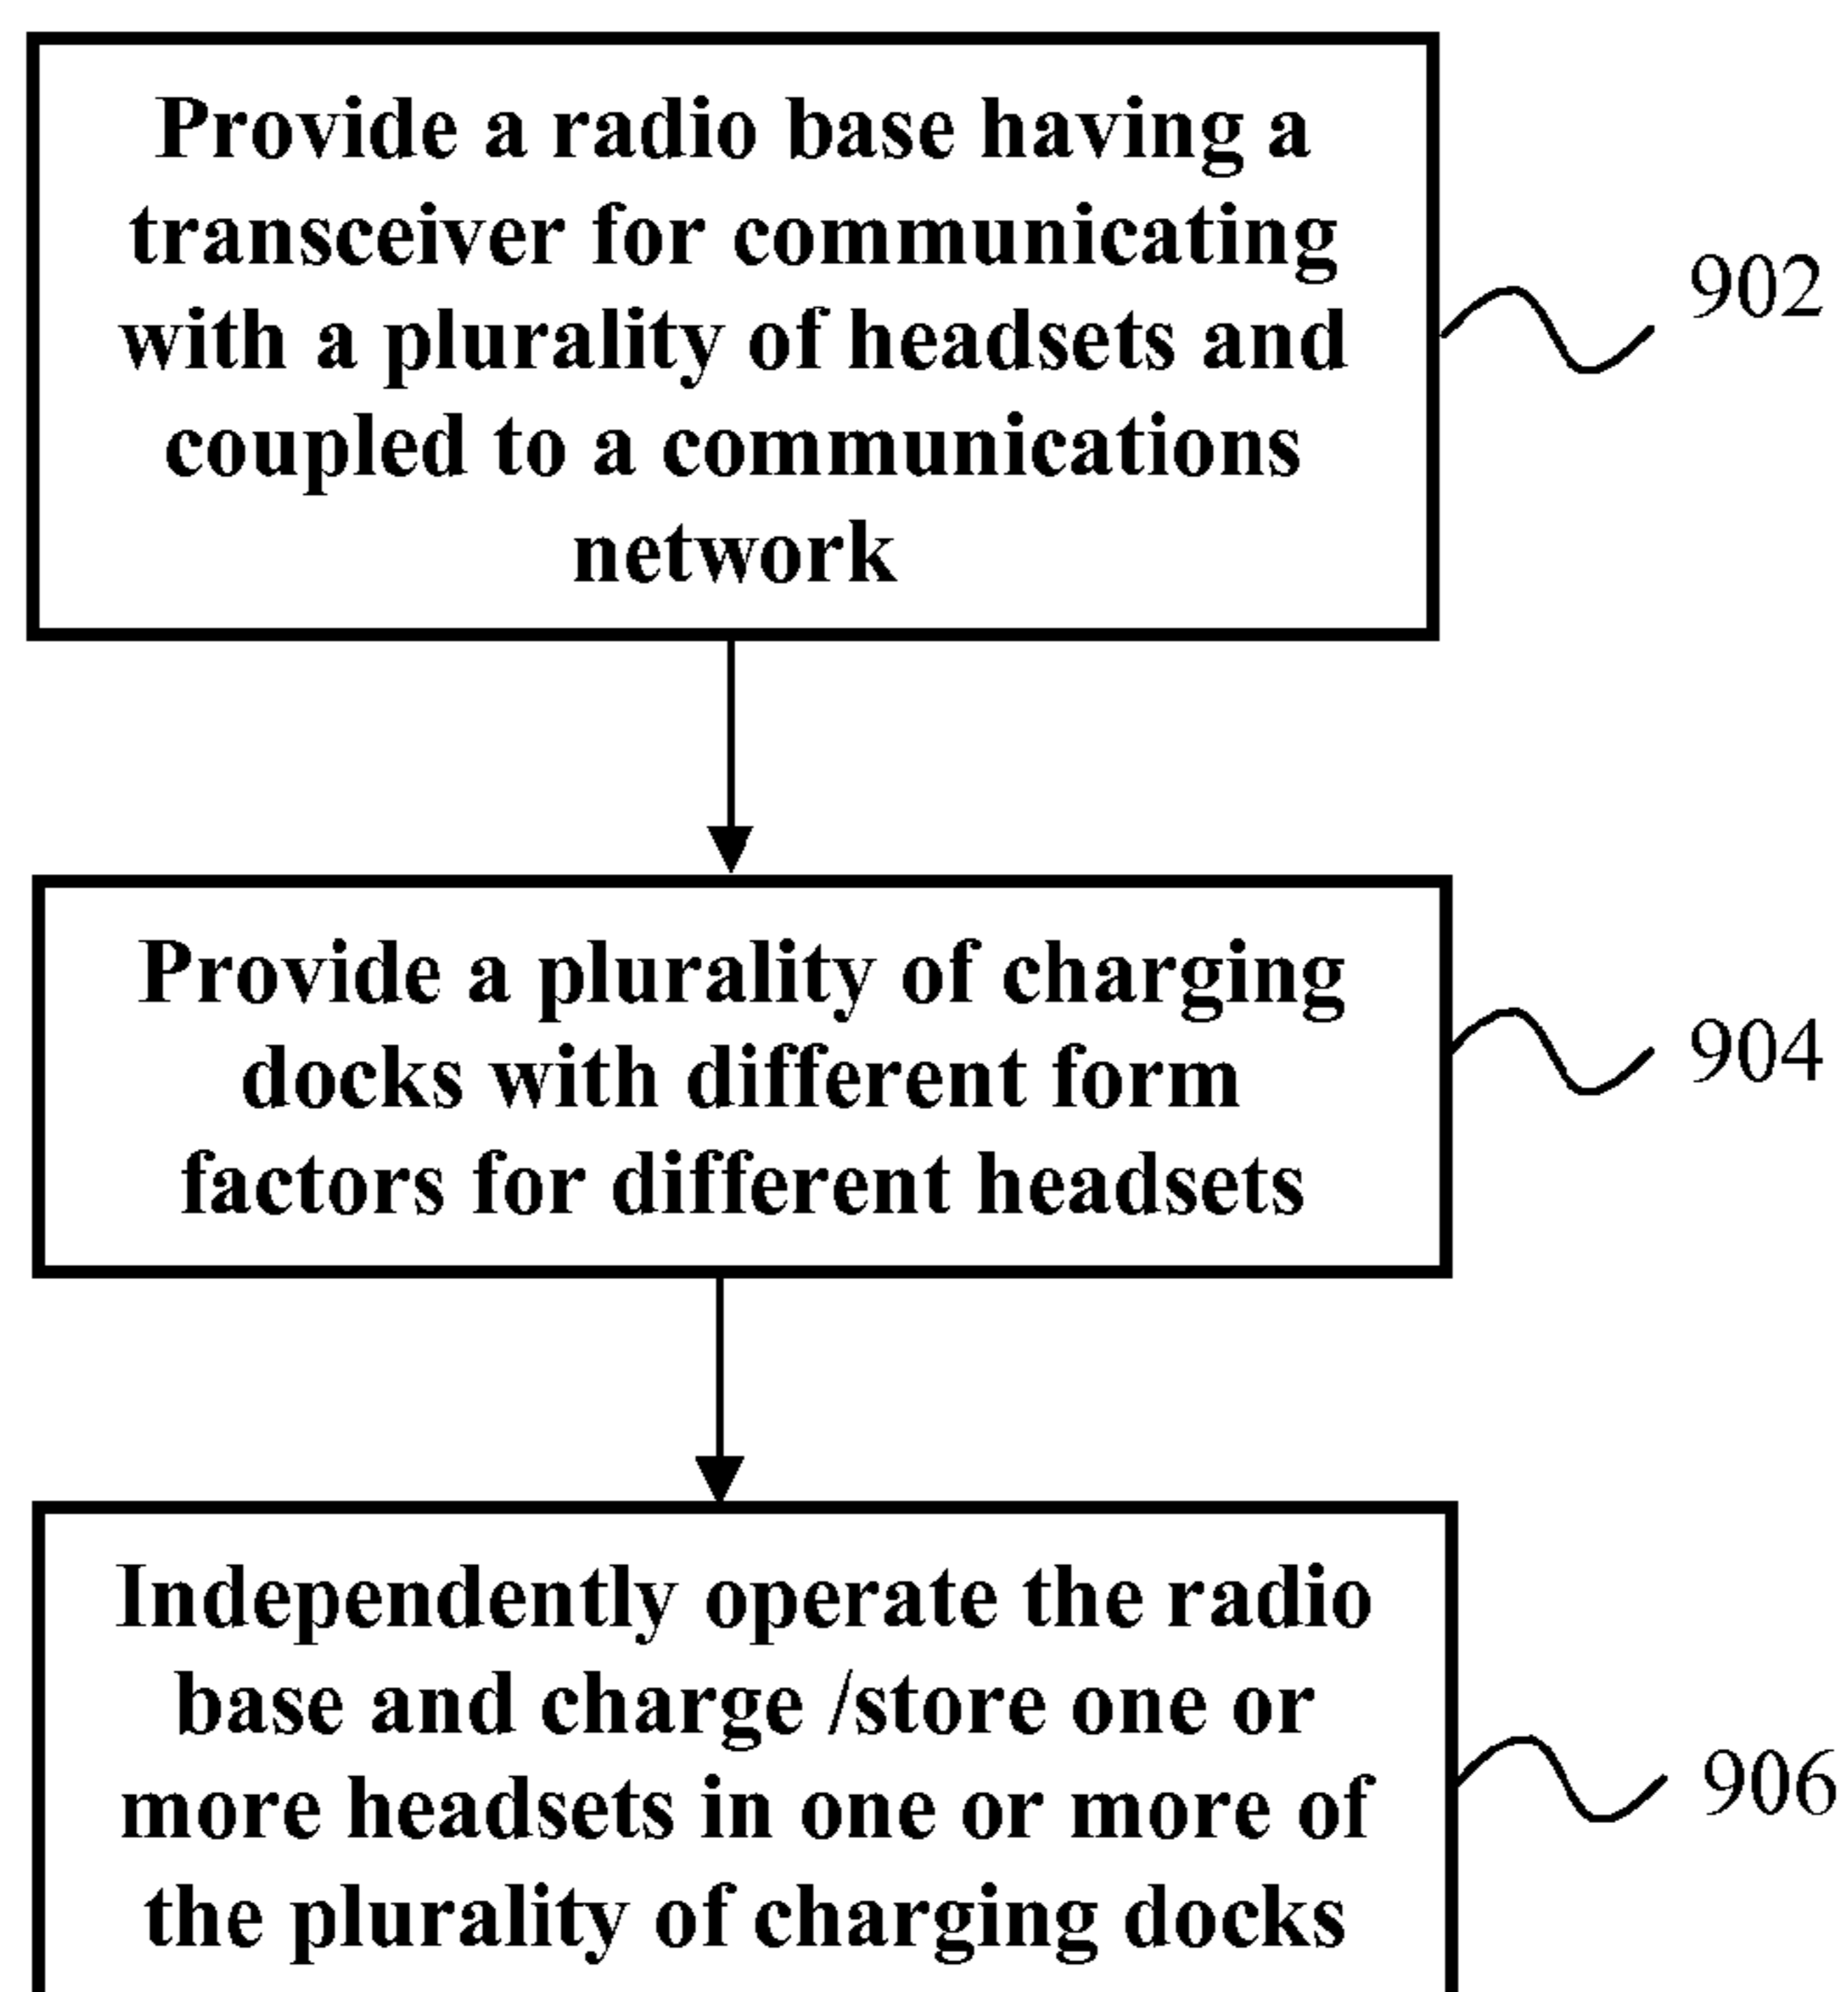 Provide a radio base having a
transceiver for communicating
with a plurality of headsets and
coupled to a communications
network
902
Provide a plurality of charging
docks with different form
factors for different headsets
904
Independently operate the radio
base and charge /store one or
more headsets in one or more of
the plurality of charging docks
906